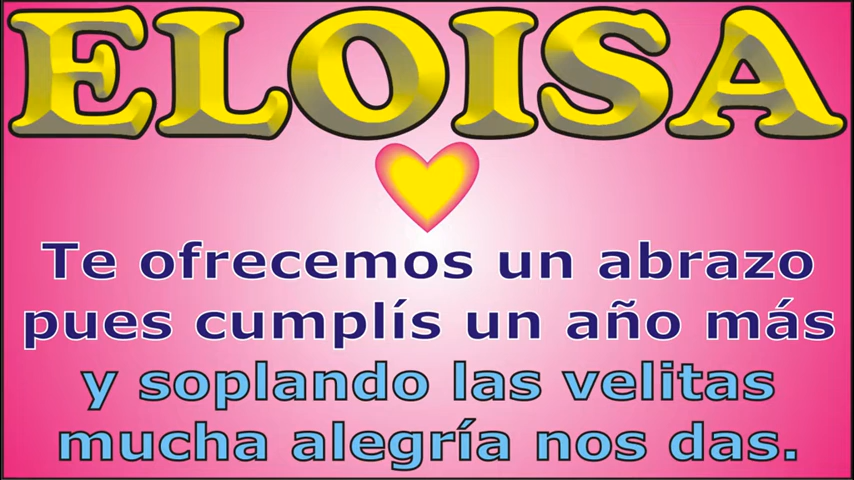 ELOISA
Te ofrecemos un abrazo
pues cumplís un año más
y soplando las velitas
mucha alegría nos das.